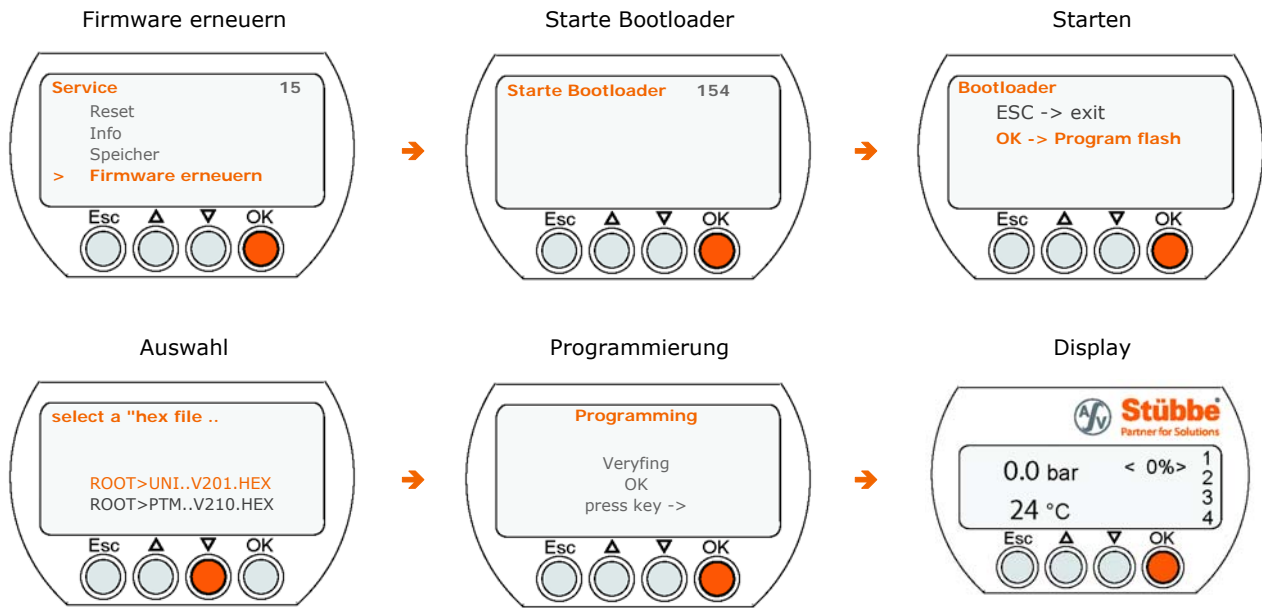 Firmware erneuern
Service 15
Reset
Info
Speicher
> Firmware erneuern
Esc OK
Starte Bootloader
Starte Bootloader 154
Esc OK
Starten
Bootloader
ESC -> exit
OK -> Program flash
Esc OK
Auswahl
select a "hex file ..
ROOT>UNI..V201.HEX
ROOT>PTM..V210.HEX
Esc OK
Programmierung
Programming
Veryfing
OK
press key ->
Esc OK
Display
ASV Stübbe®
Partner for Solutions
0.0 bar < 0%> 1
2
3
24 °C 4
Esc OK